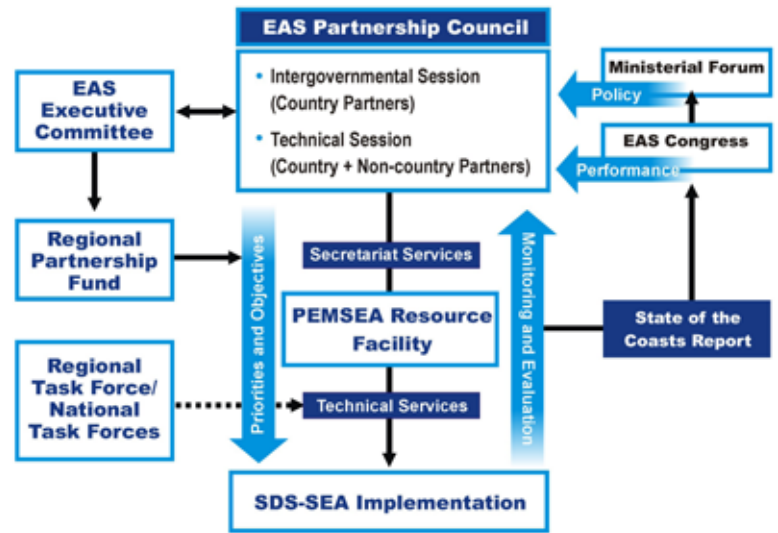 EAS Partnership Council
• Intergovernmental Session
(Country Partners)
• Technical Session
(Country + Non-country Partners)
EAS
Executive
Committee
Ministerial Forum
Policy
EAS Congress
Performance
Regional
Partnership
Fund
Priorities and Objectives
Secretariat Services
Monitoring and Evaluation
PEMSEA Resource
Facility
State of the
Coasts Report
Regional
Task Force/
National
Task Forces
Technical Services
SDS-SEA Implementation